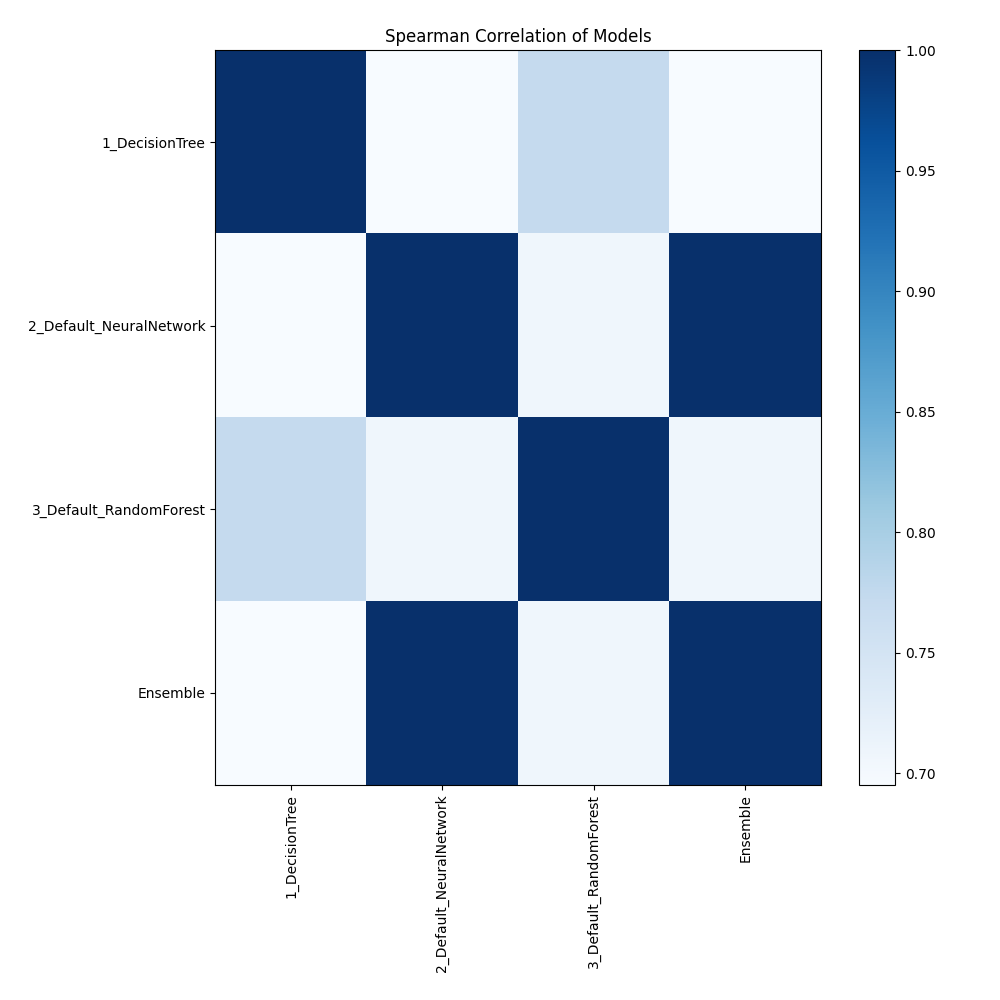 Spearman Correlation of Models
1_DecisionTree
2_Default_NeuralNetwork
3_Default_RandomForest
Ensemble
1_DecisionTree
2_Default_NeuralNetwork
3_Default_RandomForest
Ensemble
1.00
0.95
0.90
0.85
0.80
0.75
0.70